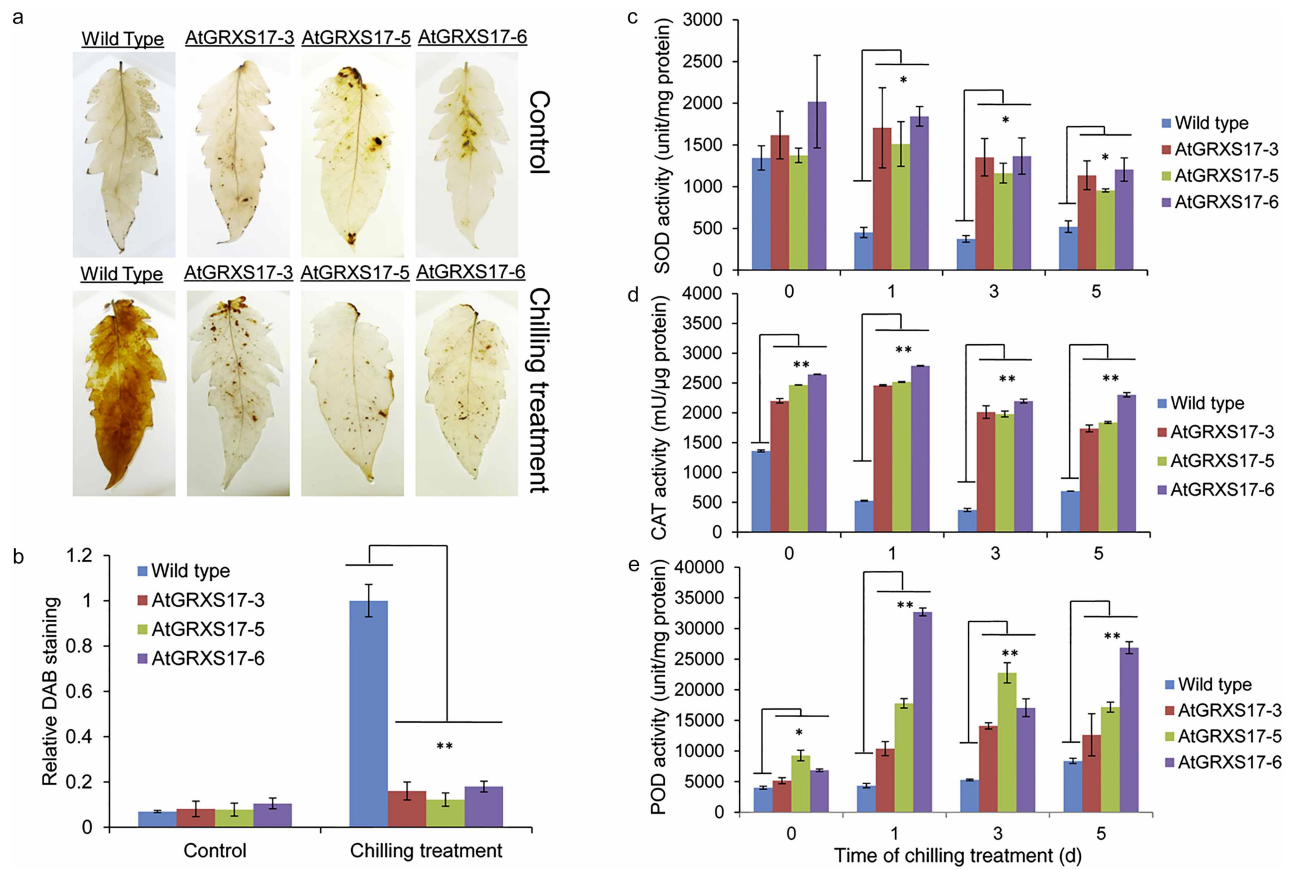 a
Wild Type AtGRXS17-3 AtGRXS17-5 AtGRXS17-6
Control
Wild Type AtGRXS17-3 AtGRXS17-5 AtGRXS17-6
Chilling treatment
b
Relative DAB staining
1.2
1
0.8
0.6
0.4
0.2
0
Wild type
AtGRXS17-3
AtGRXS17-5
AtGRXS17-6
**
Control Chilling treatment
c
SOD activity (unit/mg protein)
3000
2500
2000
1500
1000
500
0
* * *
0 1 3 5
Wild type
AtGRXS17-3
AtGRXS17-5
AtGRXS17-6
d
CAT activity (mU/µg protein)
4000
3500
3000
2500
2000
1500
1000
500
0
** ** ** **
0 1 3 5
Wild type
AtGRXS17-3
AtGRXS17-5
AtGRXS17-6
e
POD activity (unit/mg protein)
40000
35000
30000
25000
20000
15000
10000
5000
0
* ** ** **
0 1 3 5
Time of chilling treatment (d)
Wild type
AtGRXS17-3
AtGRXS17-5
AtGRXS17-6